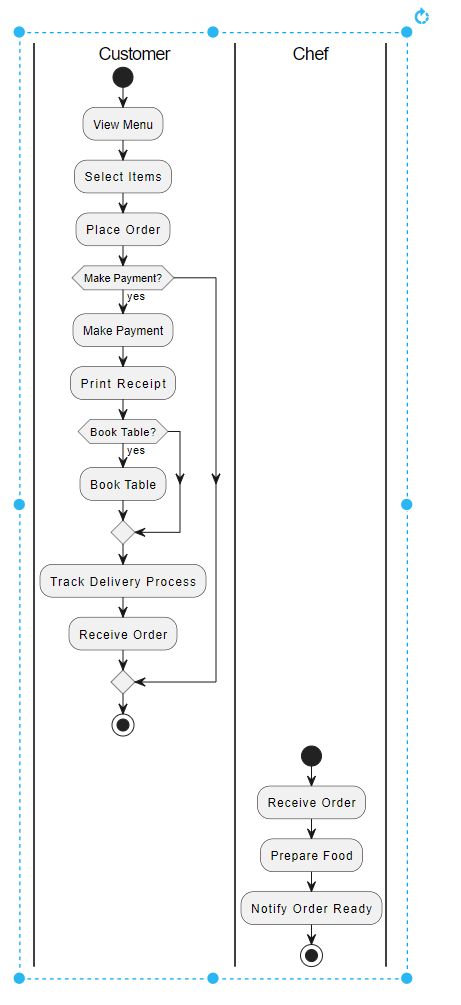 Customer
Chef
View Menu
Select Items
Place Order
Make Payment?
yes
Make Payment
Print Receipt
Book Table?
yes
Book Table
Track Delivery Process
Receive Order
Receive Order
Prepare Food
Notify Order Ready